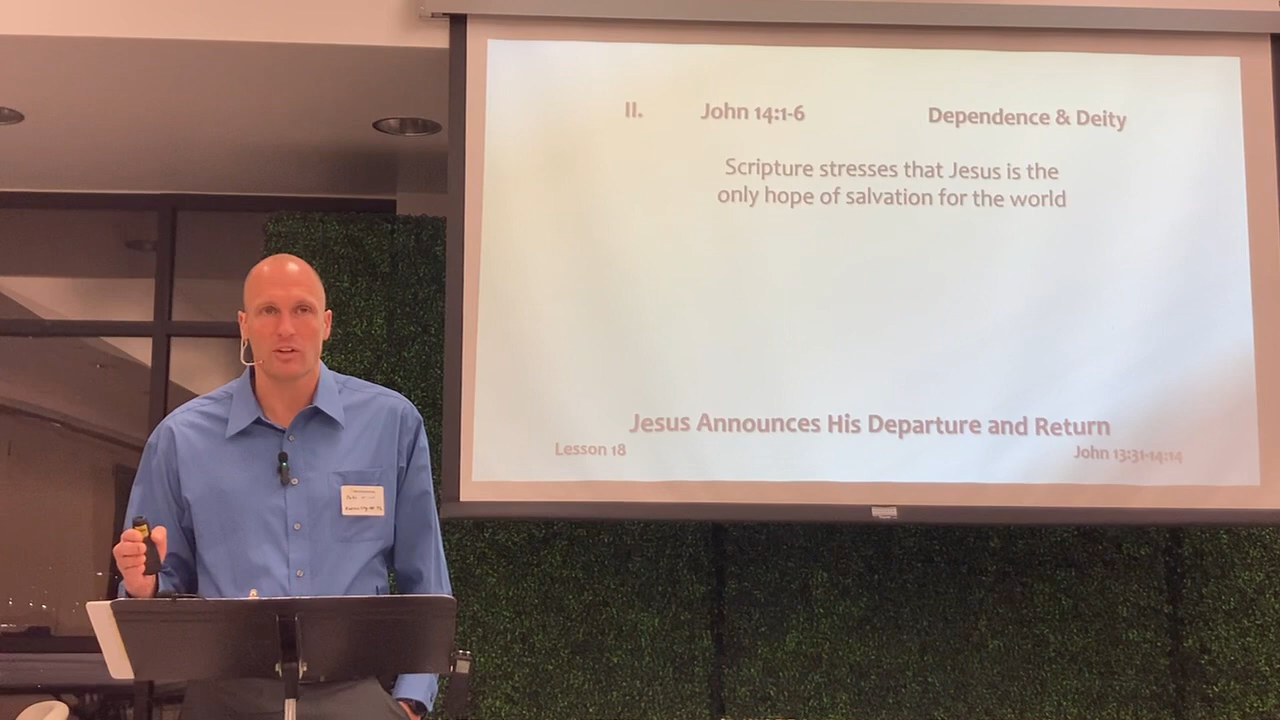 II. John 14:1-6 Dependence & Deity
Scripture stresses that Jesus is the
only hope of salvation for the world
Jesus Announces His Departure and Return
Lesson 18 John 13:31-14:14